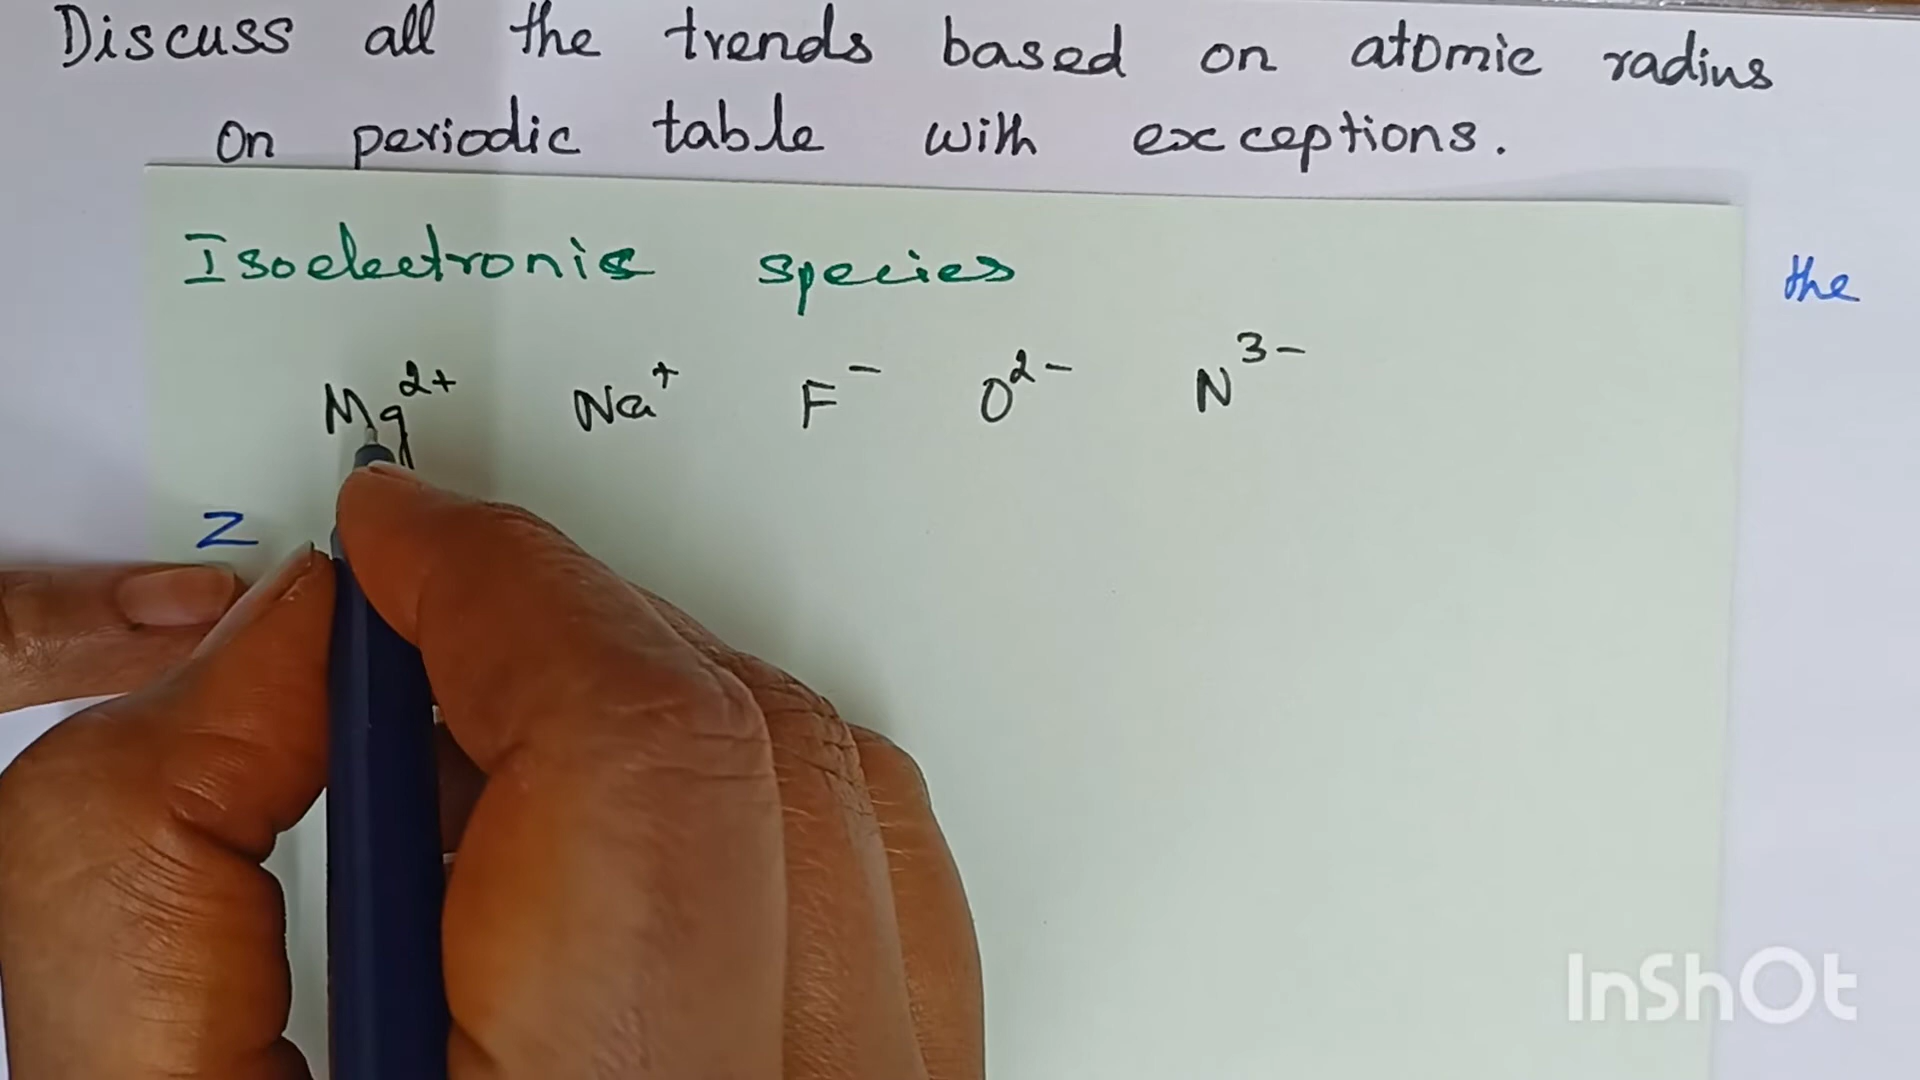 Discuss all the trends based on atomic radius
on periodic table with exceptions.
Isoelectronic species
the
Mg²⁺ Na⁺ F⁻ O²⁻ N³⁻
Z
InShOt